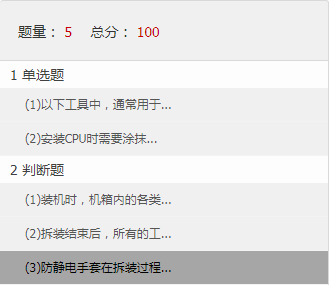 题量： 5 总分： 100
1 单选题
(1)以下工具中，通常用于...
(2)安装CPU时需要涂抹...
2 判断题
(1)装机时，机箱内的各类...
(2)拆装结束后，所有的工...
(3)防静电手套在拆装过程...